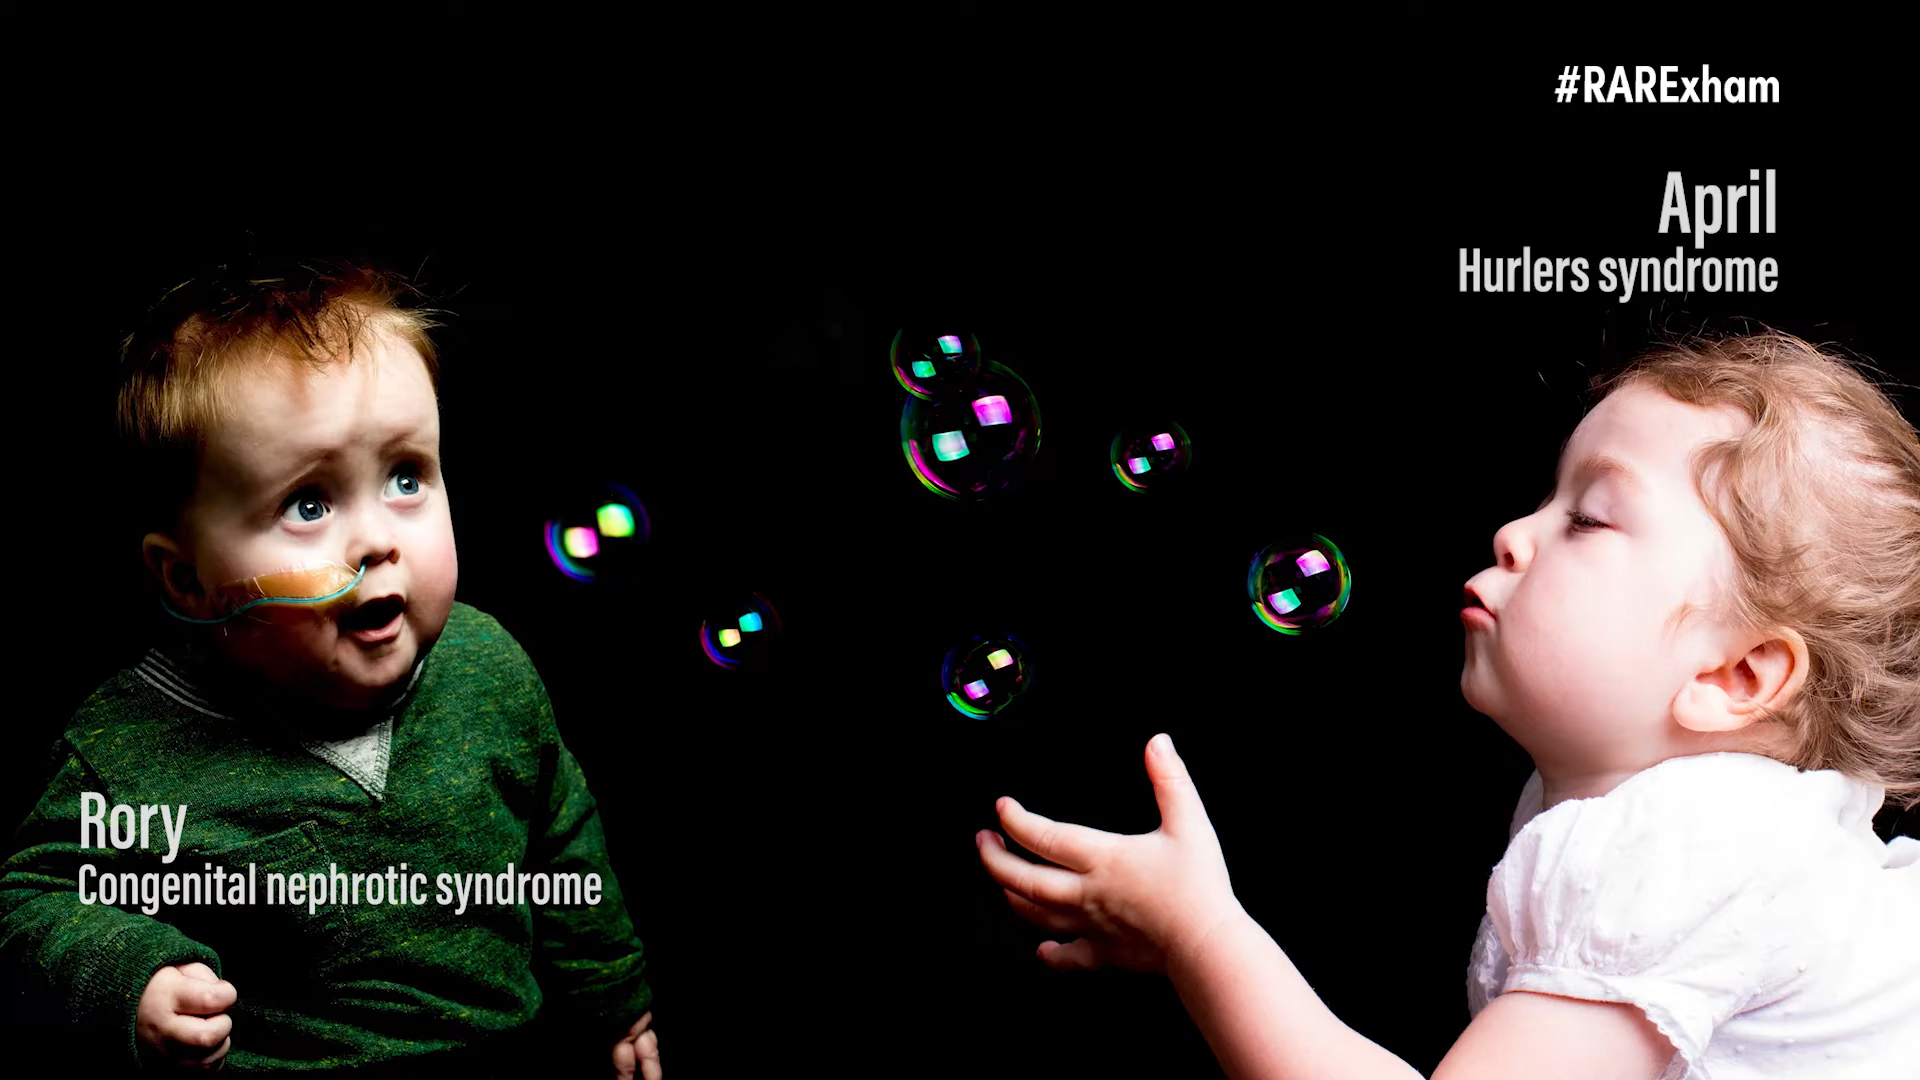 #RARExham
April
Hurlers syndrome
Rory
Congenital nephrotic syndrome